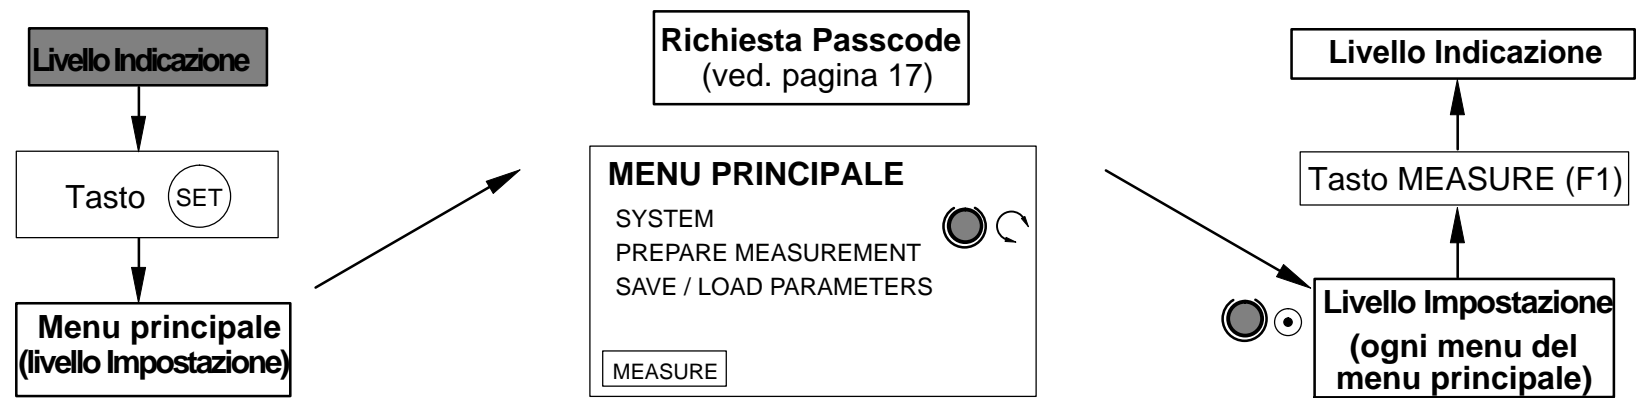 Livello Indicazione
Tasto SET
Menu principale
(livello Impostazione)
Richiesta Passcode
(ved. pagina 17)
MENU PRINCIPALE
SYSTEM
PREPARE MEASUREMENT
SAVE / LOAD PARAMETERS
MEASURE
Livello Indicazione
Tasto MEASURE (F1)
Livello Impostazione
(ogni menu del
menu principale)